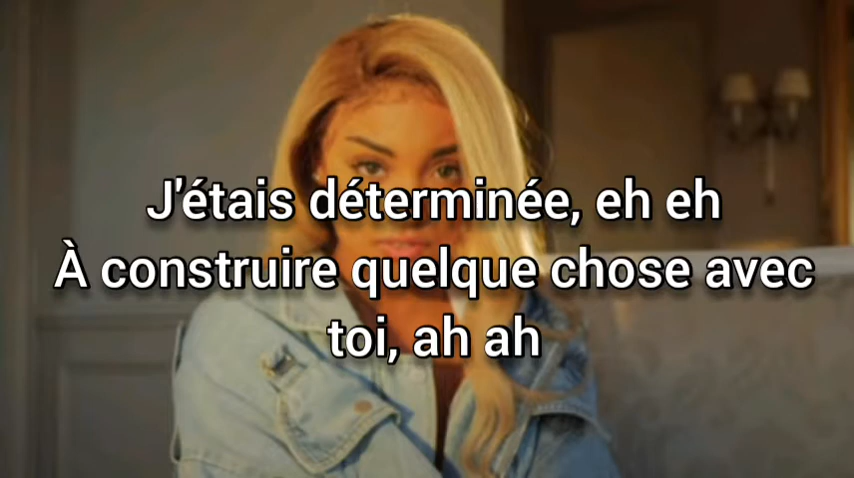 J'étais déterminée, eh eh
À construire quelque chose avec
toi, ah ah